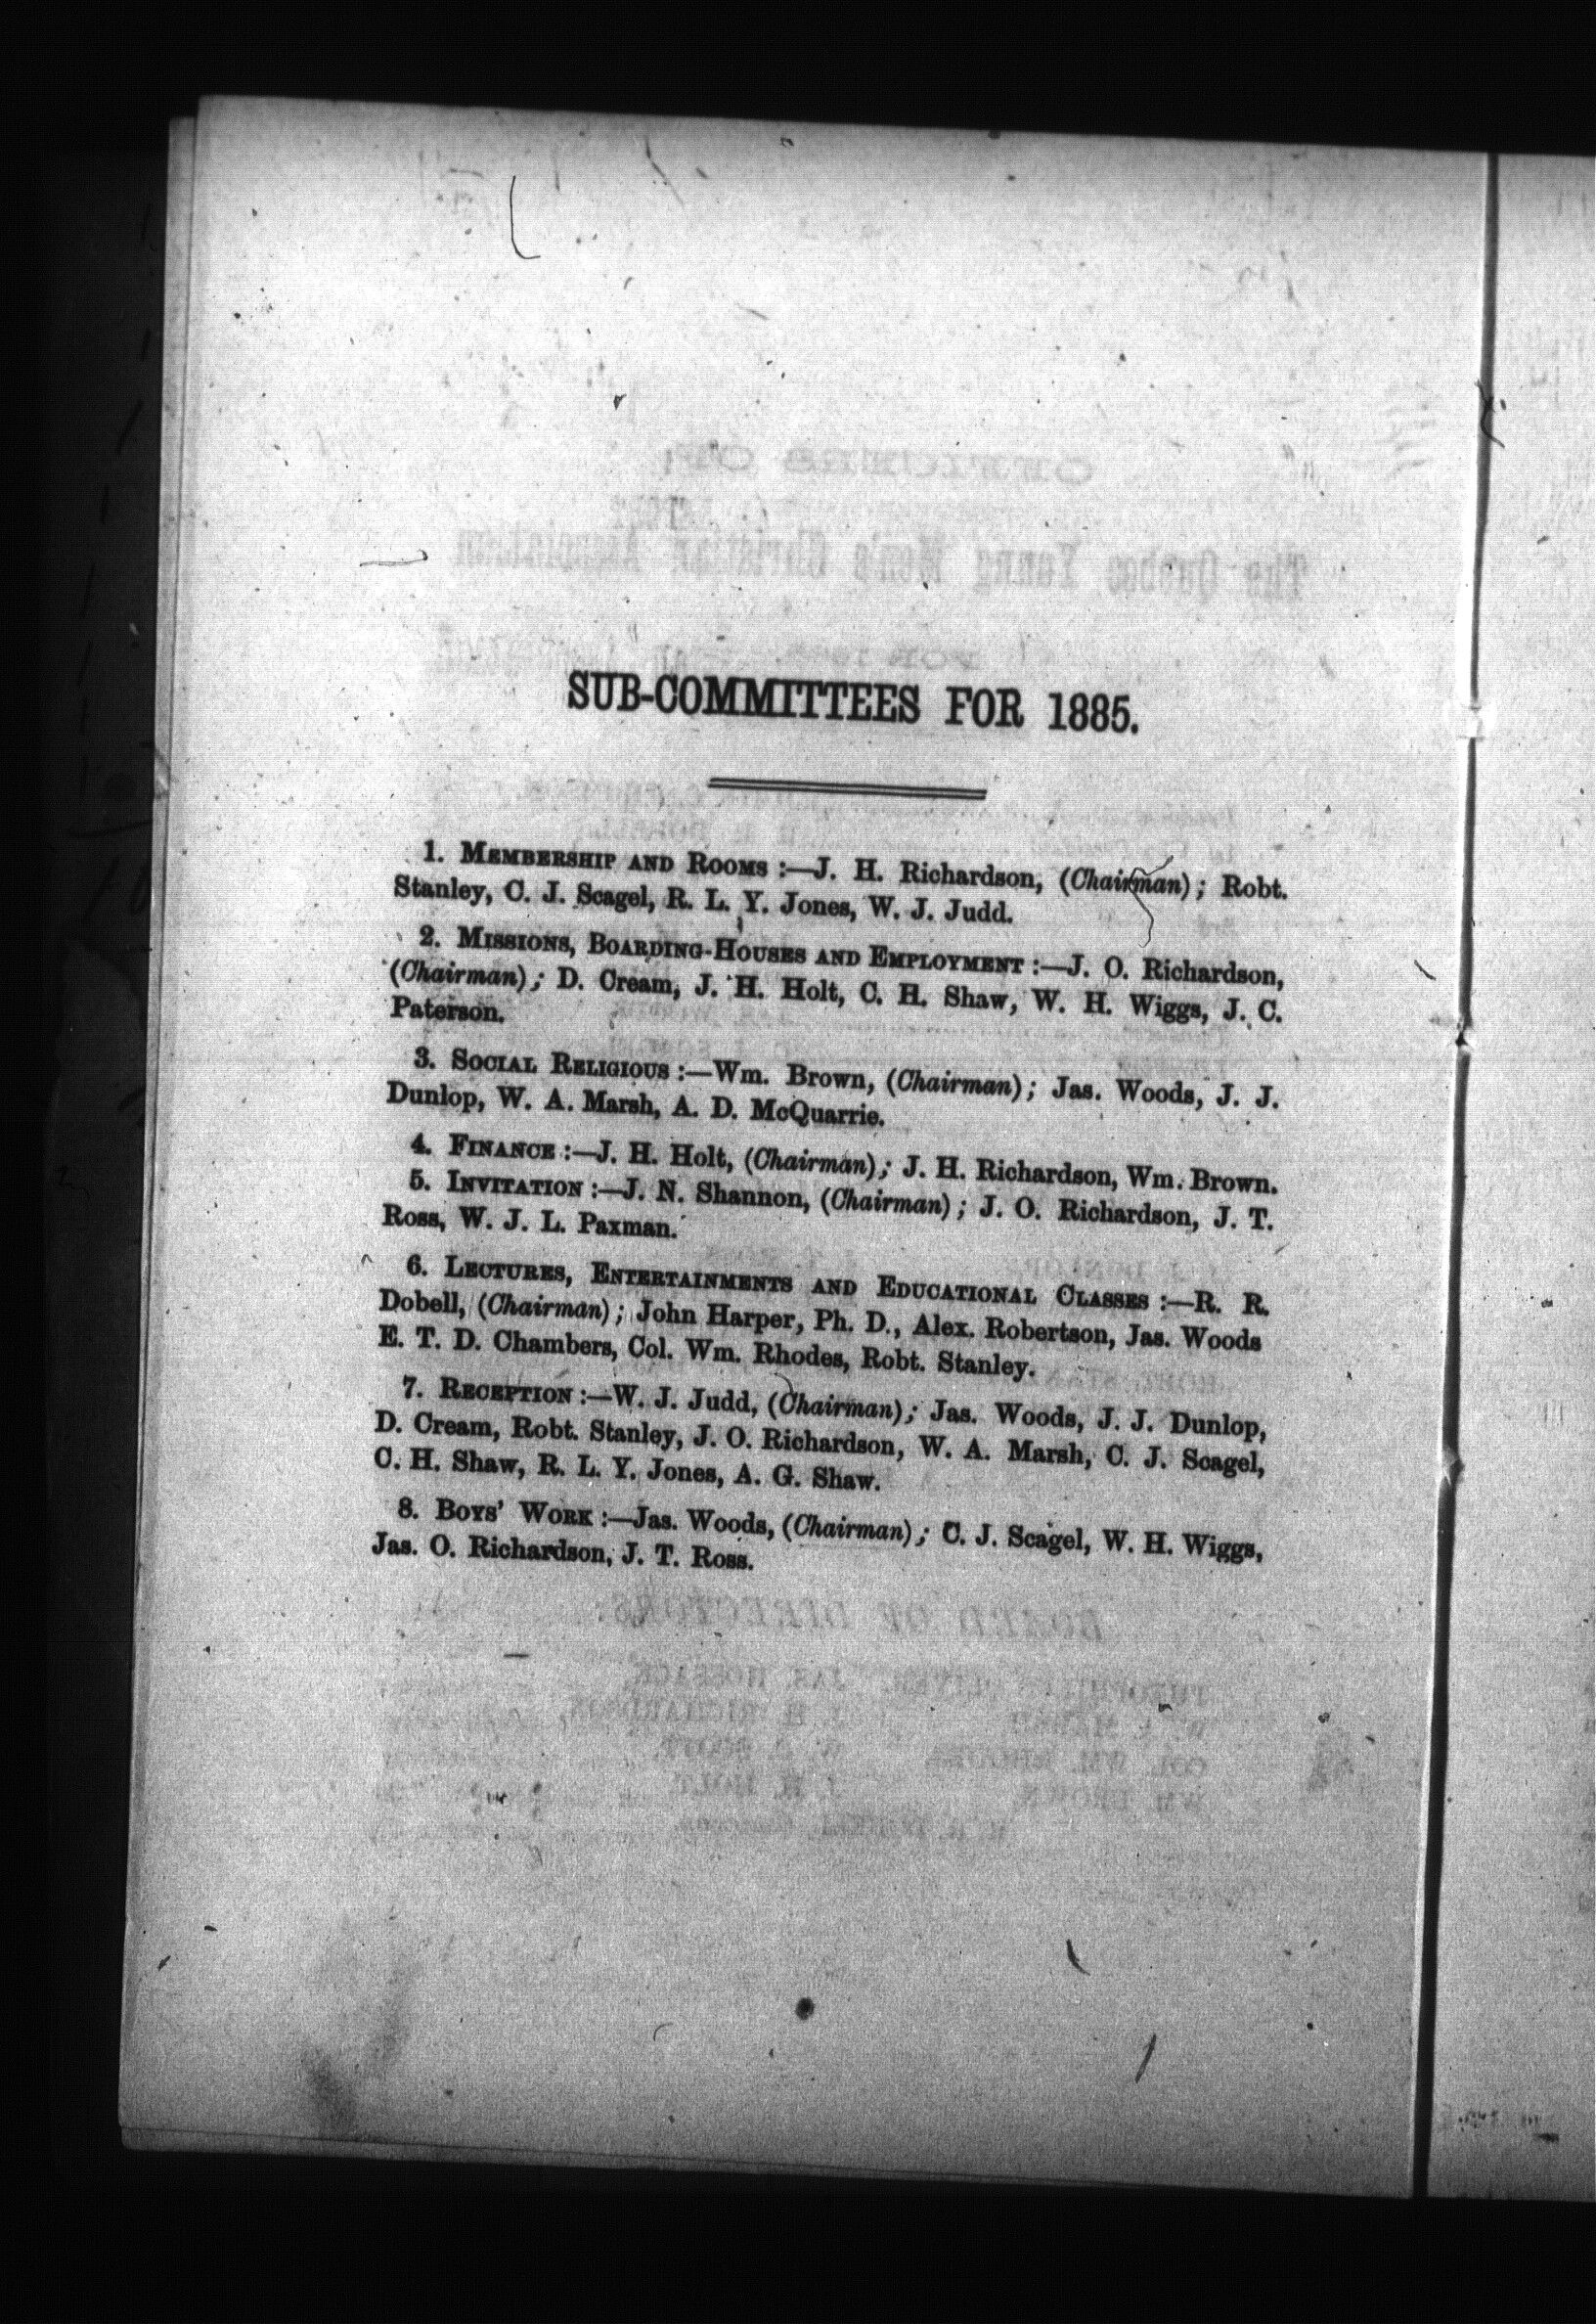 SUB-COMMITTEES FOR 1885.
1. MEMBERSHIP AND ROOMS :—J. H. Richardson, (Chairman) ; Robt.
Stanley, C. J. Scagel, R. L. Y. Jones, W. J. Judd.
2. MISSIONS, BOARDING-HOUSES AND EMPLOYMENT :—J. O. Richardson,
(Chairman) ; D. Cream, J. H. Holt, C. H. Shaw, W. H. Wiggs, J. C.
Paterson.
3. SOCIAL RELIGIOUS :—Wm. Brown, (Chairman) ; Jas. Woods, J. J.
Dunlop, W. A. Marsh, A. D. McQuarrie.
4. FINANCE :—J. H. Holt, (Chairman) ; J. H. Richardson, Wm. Brown.
5. INVITATION :—J. N. Shannon, (Chairman) ; J. O. Richardson, J. T.
Ross, W. J. L. Paxman.
6. LECTURES, ENTERTAINMENTS AND EDUCATIONAL CLASSES :—R. R.
Dobell, (Chairman) ; John Harper, Ph. D., Alex. Robertson, Jas. Woods
E. T. D. Chambers, Col. Wm. Rhodes, Robt. Stanley.
7. RECEPTION :—W. J. Judd, (Chairman) ; Jas. Woods, J. J. Dunlop,
D. Cream, Robt. Stanley, J. O. Richardson, W. A. Marsh, C. J. Scagel,
C. H. Shaw, R. L. Y. Jones, A. G. Shaw.
8. BOYS' WORK :—Jas. Woods, (Chairman) ; C. J. Scagel, W. H. Wiggs,
Jas. O. Richardson, J. T. Ross.